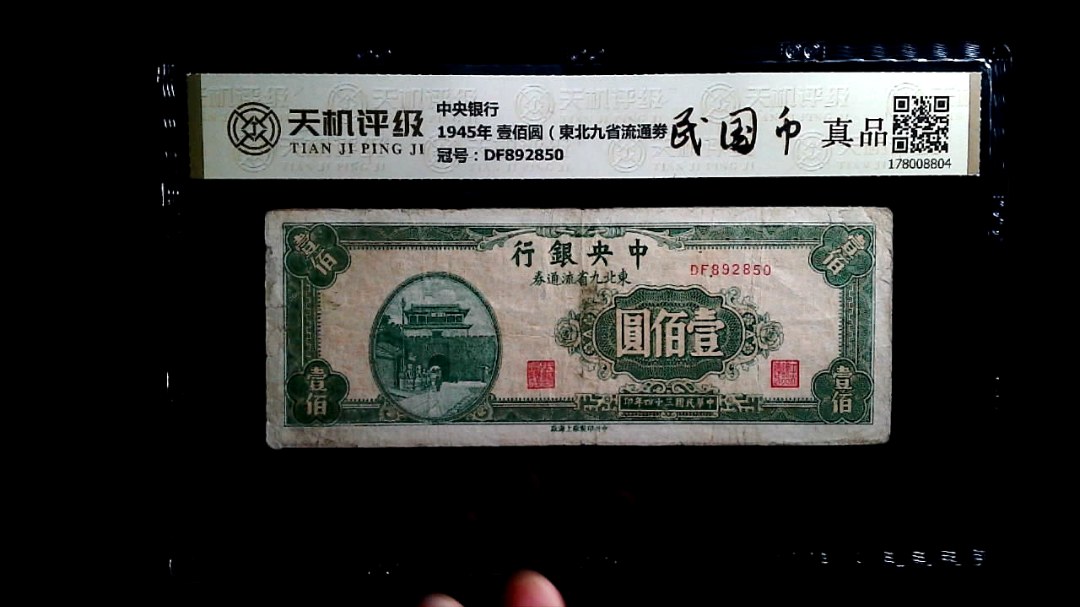 天机评级
TIAN JI PING JI
中央银行
1945年 壹佰圆（東北九省流通券
冠号：DF892850
民国币
真品
178008804
中央銀行
東北九省流通券
DF892850
壹佰
壹佰
壹佰圓
壹佰
壹佰
中華民國三十四年印